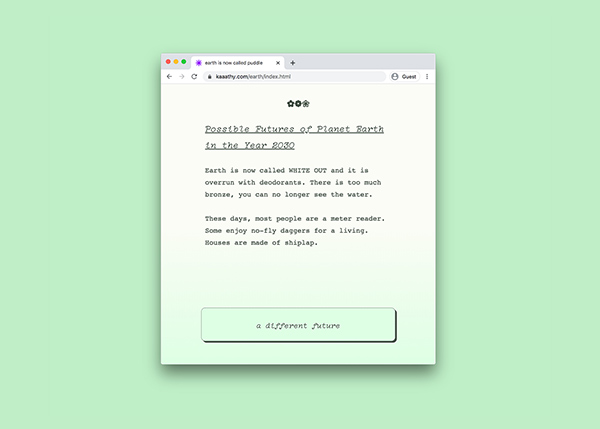 earth is now called puddle
kaaathy.com/earth/index.html
Guest
✿❁❀
Possible Futures of Planet Earth
in the Year 2030
Earth is now called WHITE OUT and it is
overrun with deodorants. There is too much
bronze, you can no longer see the water.
These days, most people are a meter reader.
Some enjoy no-fly daggers for a living.
Houses are made of shiplap.
a different future